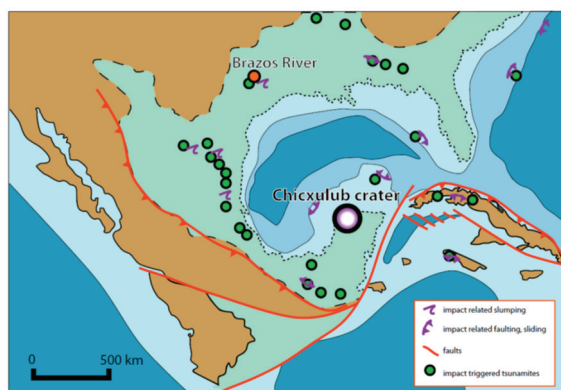 Brazos River
Chicxulub crater
impact related slumping
impact related faulting, sliding
faults
impact triggered tsunamites
0 500 km